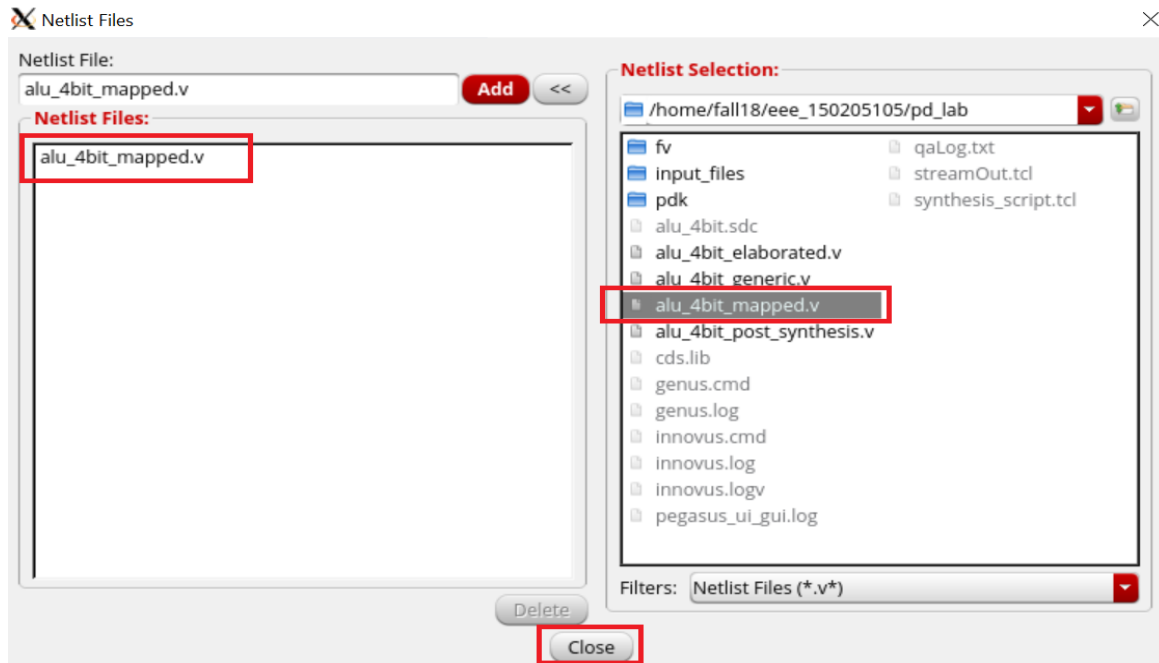 Netlist Files
Netlist File:
alu_4bit_mapped.v
Add
<<
Netlist Files:
alu_4bit_mapped.v
Delete
Netlist Selection:
/home/fall18/eee_150205105/pd_lab
fv
input_files
pdk
alu_4bit.sdc
alu_4bit_elaborated.v
alu_4bit_generic.v
alu_4bit_mapped.v
alu_4bit_post_synthesis.v
cds.lib
genus.cmd
genus.log
innovus.cmd
innovus.log
innovus.logv
pegasus_ui_gui.log
qaLog.txt
streamOut.tcl
synthesis_script.tcl
Filters: Netlist Files (*.v*)
Close